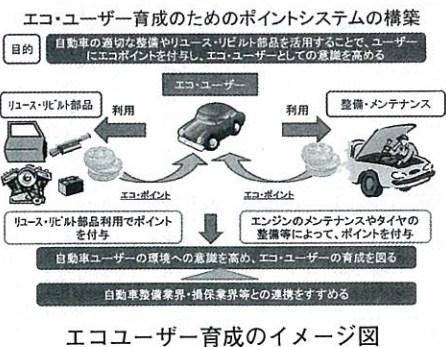 エコ・ユーザー育成のためのポイントシステムの構築
目的
自動車の適切な整備やリユース・リビルト部品を活用することで、ユーザー
にエコポイントを付与し、エコ・ユーザーとしての意識を高める
エコ・ユーザー
リユース・リビルト部品
利用
利用
整備・メンテナンス
エコ・ポイント
エコ・ポイント
リユース・リビルト部品利用でポイント
を付与
エンジンのメンテナンスやタイヤの
整備等によって、ポイントを付与
自動車ユーザーの環境への意識を高め、エコ・ユーザーの育成を図る
自動車整備業界・損保業界等との連携をすすめる
エコユーザー育成のイメージ図